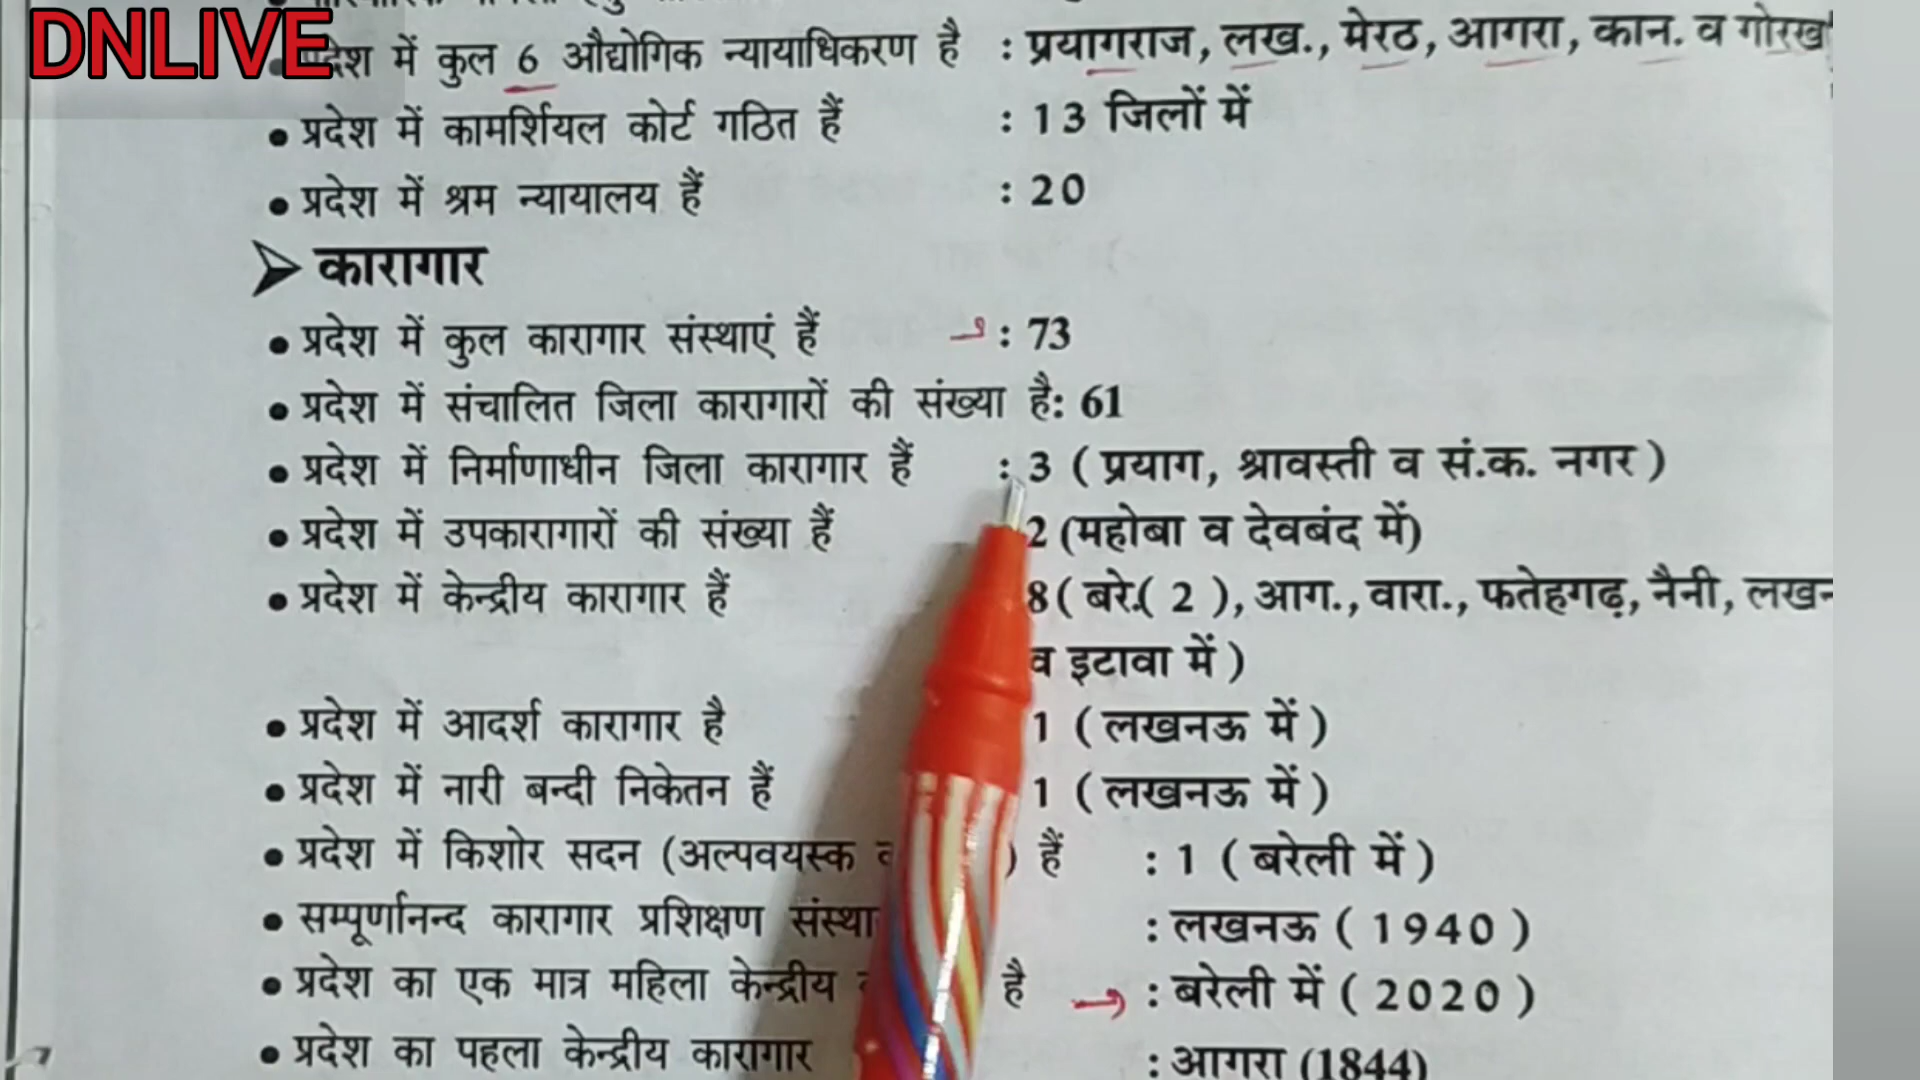 DNLIVE
प्रदेश में कुल 6 औद्योगिक न्यायाधिकरण है : प्रयागराज, लख., मेरठ, आगरा, कान. व गोरख
• प्रदेश में कामर्शियल कोर्ट गठित हैं : 13 जिलों में
• प्रदेश में श्रम न्यायालय हैं : 20
कारागार
• प्रदेश में कुल कारागार संस्थाएं हैं : 73
• प्रदेश में संचालित जिला कारागारों की संख्या है: 61
• प्रदेश में निर्माणाधीन जिला कारागार हैं : 3 ( प्रयाग, श्रावस्ती व सं.क. नगर )
• प्रदेश में उपकारागारों की संख्या हैं 2 (महोबा व देवबंद में)
• प्रदेश में केन्द्रीय कारागार हैं 8 ( बरे.( 2 ), आग., वारा., फतेहगढ़, नैनी, लखन
व इटावा में )
• प्रदेश में आदर्श कारागार है 1 ( लखनऊ में )
• प्रदेश में नारी बन्दी निकेतन हैं 1 ( लखनऊ में )
• प्रदेश में किशोर सदन (अल्पवयस्क ) हैं : 1 ( बरेली में )
• सम्पूर्णानन्द कारागार प्रशिक्षण संस्था : लखनऊ ( 1940 )
• प्रदेश का एक मात्र महिला केन्द्रीय है : बरेली में ( 2020 )
• प्रदेश का पहला केन्द्रीय कारागार : आगरा (1844)